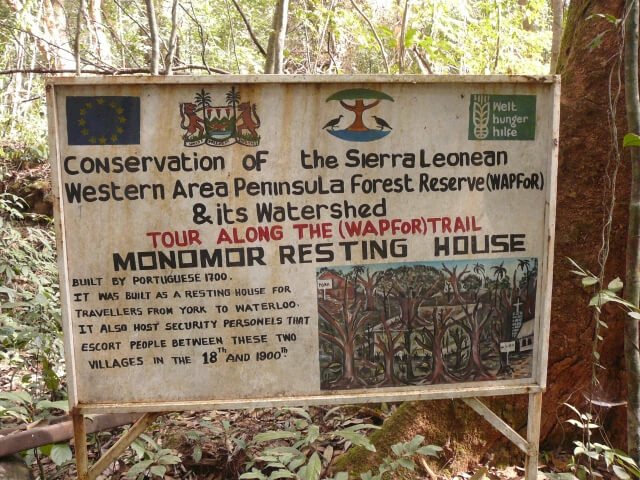 Welt
hunger
hilfe
Conservation of the Sierra Leonean
Western Area Peninsula Forest Reserve (WAPFoR)
& its Watershed
TOUR ALONG THE (WAPFoR) TRAIL
MONOMOR RESTING HOUSE
BUILT BY PORTUGUESE 1700.
IT WAS BUILT AS A RESTING HOUSE FOR
TRAVELLERS FROM YORK TO WATERLOO.
IT ALSO HOST SECURITY PERSONELS THAT
ESCORT PEOPLE BETWEEN THESE TWO
VILLAGES IN THE 18TH AND 1900th.